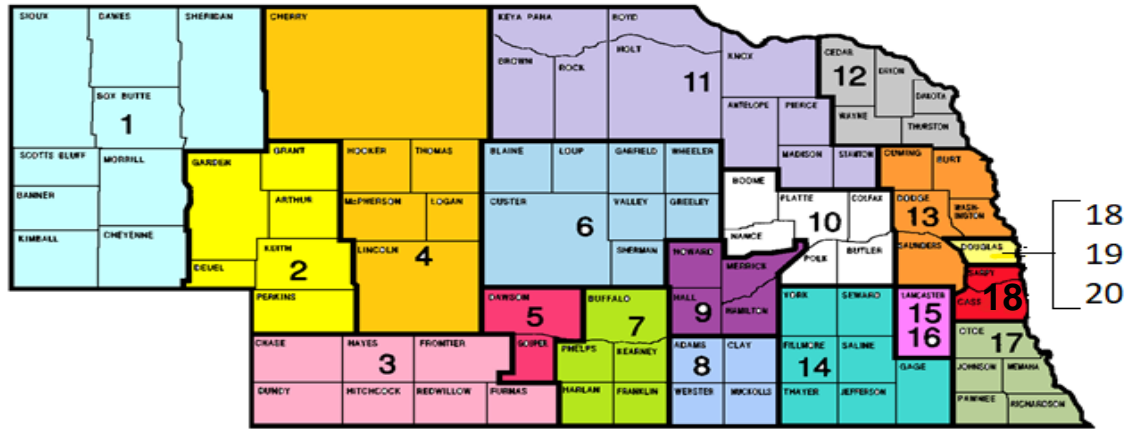 SIOUX
DAWES
SHERIDAN
CHERRY
KEYA PAHA
BOYD
BROWN
ROCK
HOLT
KNOX
CEDAR
DIXON
DAKOTA
12
11
BOX BUTTE
1
ANTELOPE
PIERCE
WAYNE
THURSTON
SCOTTS BLUFF
MORRILL
GARDEN
GRANT
HOOKER
THOMAS
BLAINE
LOUP
GARFIELD
WHEELER
MADISON
STANTON
CUMING
BURT
BANNER
ARTHUR
McPHERSON
LOGAN
CUSTER
VALLEY
GREELEY
BOONE
PLATTE
COLFAX
DODGE
WASH-
INGTON
10
13
6
KIMBALL
CHEYENNE
KEITH
LINCOLN
4
SHERMAN
HOWARD
NANCE
MERRICK
POLK
BUTLER
SAUNDERS
DOUGLAS
18
19
20
DEUEL
2
PERKINS
DAWSON
5
BUFFALO
7
HALL
9
HAMILTON
YORK
SEWARD
LANCASTER
15
16
SARPY
CASS
18
CHASE
HAYES
FRONTIER
3
GOSPER
PHELPS
KEARNEY
ADAMS
CLAY
8
FILLMORE
SALINE
14
GAGE
OTOE
17
JOHNSON
NEMAHA
DUNDY
HITCHCOCK
REDWILLOW
FURNAS
HARLAN
FRANKLIN
WEBSTER
NUCKOLLS
THAYER
JEFFERSON
PAWNEE
RICHARDSON